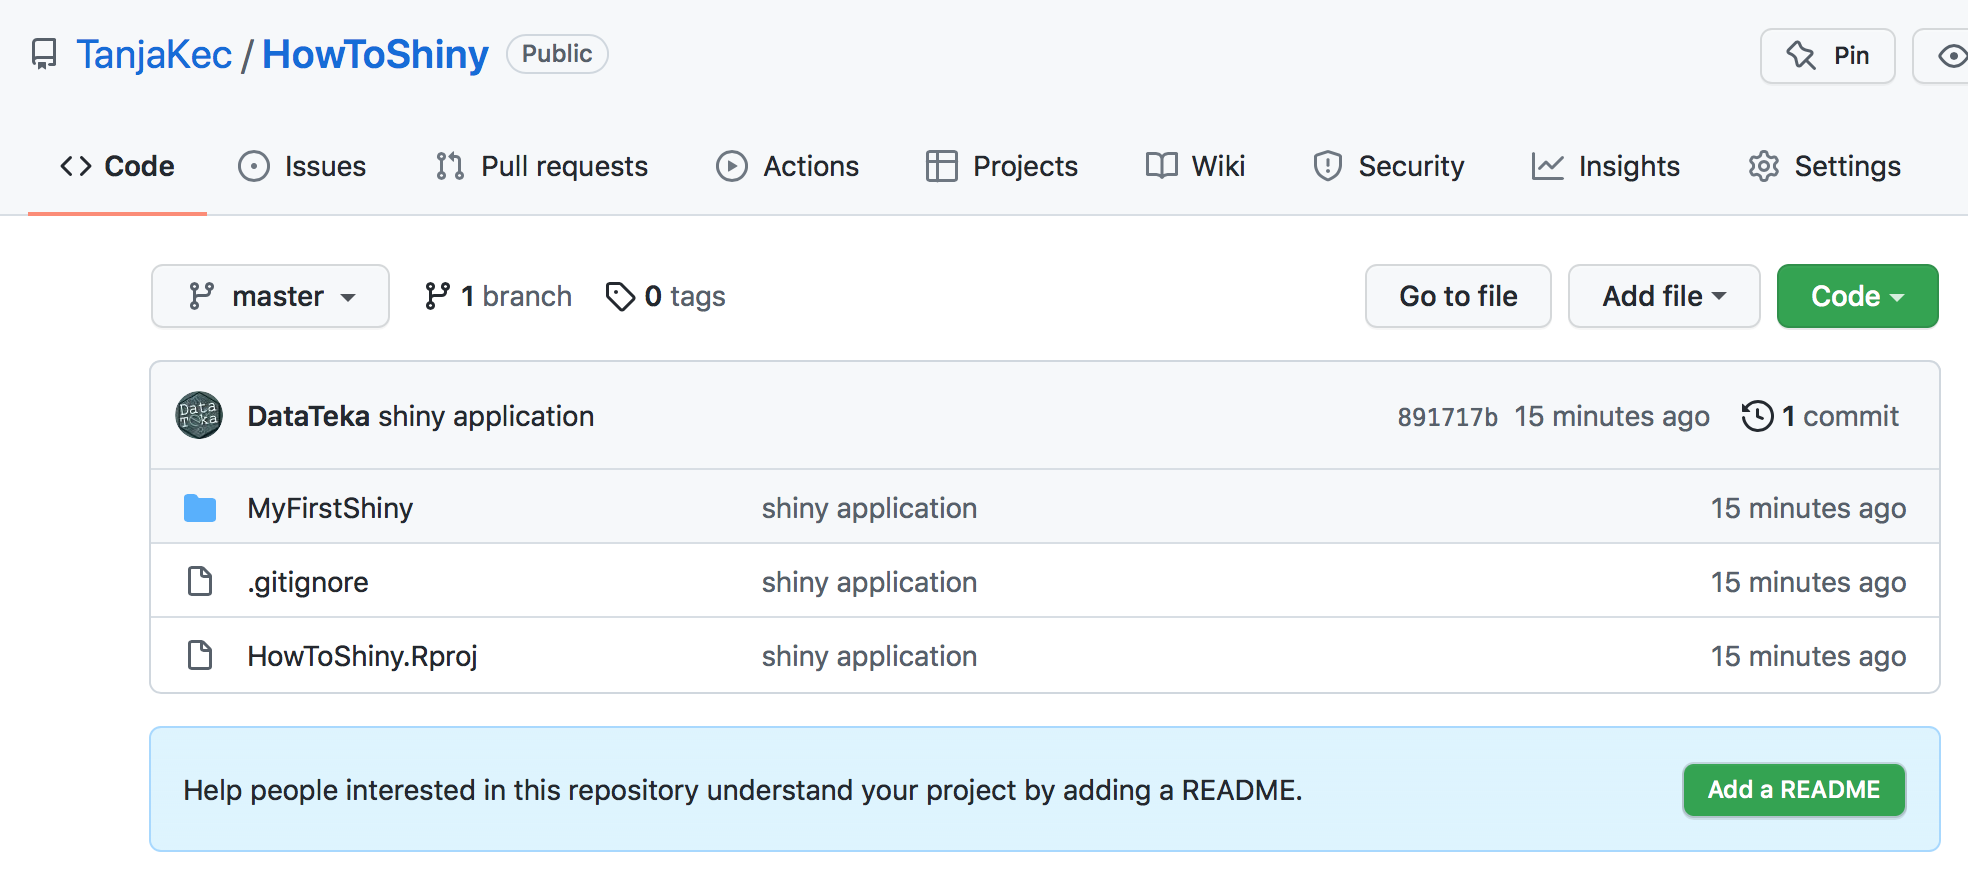 TanjaKec / HowToShiny Public
Pin
Code Issues Pull requests Actions Projects Wiki Security Insights Settings
master 1 branch 0 tags Go to file Add file Code
Data Teka
DataTeka shiny application 891717b 15 minutes ago 1 commit
MyFirstShiny shiny application 15 minutes ago
.gitignore shiny application 15 minutes ago
HowToShiny.Rproj shiny application 15 minutes ago
Help people interested in this repository understand your project by adding a README. Add a README